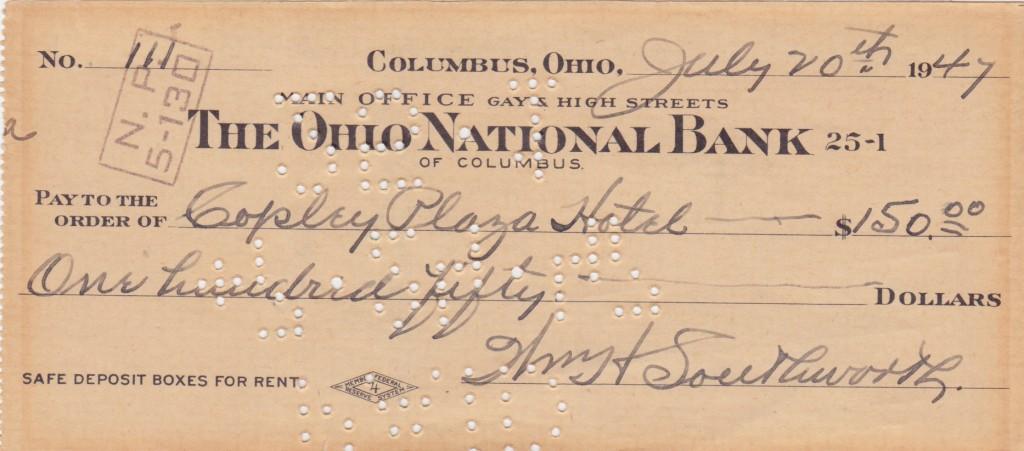 No. 111 Columbus, Ohio, July 20th 1947
N. P.
5-130
MAIN OFFICE GAY & HIGH STREETS
THE OHIO NATIONAL BANK 25-1
OF COLUMBUS.
PAY TO THE ORDER OF Copley Plaza Hotel $150.00
One hundred fifty DOLLARS
Wm H Southworth.
SAFE DEPOSIT BOXES FOR RENT
MEMBER FEDERAL
4
RESERVE SYSTEM